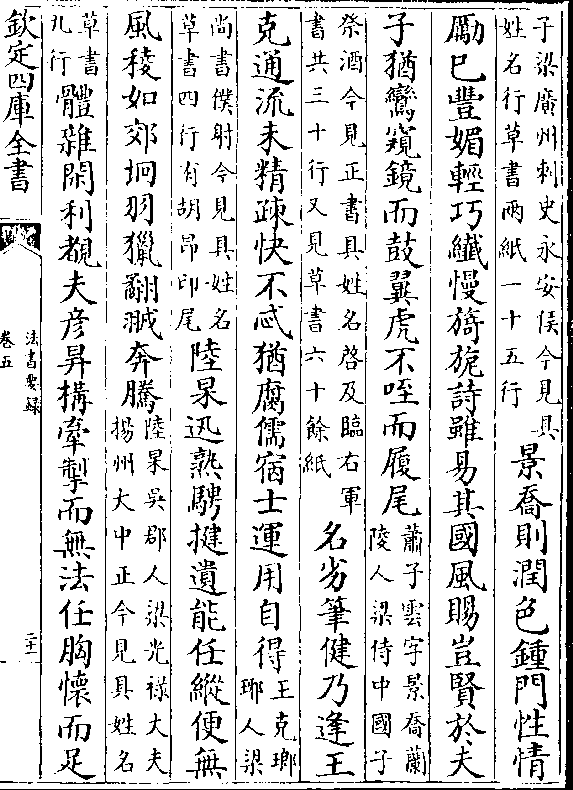 子梁廣州刺史永安侯今見具
姓名行草書兩紙一十五行
景喬則潤色鍾門性情
勵已豐媚輕巧纎慢旖旎詩雖易其國風賜豈賢於夫
子猶鸞窺鏡而鼓翼虎不咥而履尾
蕭子雲字景喬蘭
陵人梁侍中國子
祭酒今見正書具姓名啓及臨右軍
書共三十行又見草書六十餘紙
名劣筆健乃逢王
克通流未精疎快不忒猶腐儒宿士運用自得
王克瑯
琊人梁
尚書僕射今見具姓名
草書四行有胡昂印尾
陸杲迅熟騁揵遺能任縱便無
風稜如郊坰羽獵翻奔騰
陸杲吳郡人梁光禄大夫
揚州大中正今見具姓名
草書
九行
體雜閑利覩夫彦昇搆牽掣而無法任胸懷而足
欽定四庫全書
法書要録
卷五
二十一